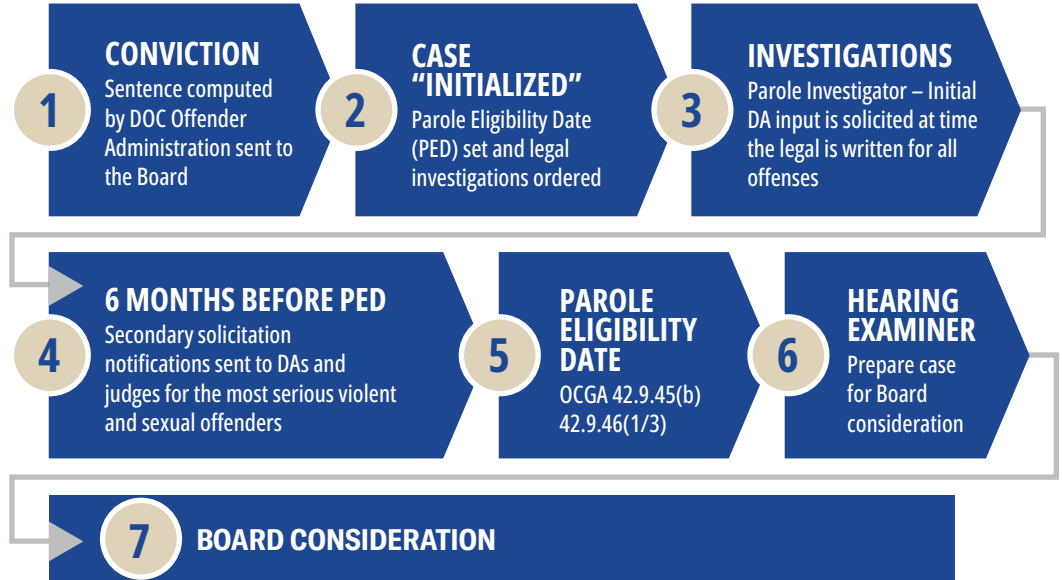 1
CONVICTION
Sentence computed
by DOC Offender
Administration sent to
the Board
2
CASE
“INITIALIZED”
Parole Eligibility Date
(PED) set and legal
investigations ordered
3
INVESTIGATIONS
Parole Investigator – Initial
DA input is solicited at time
the legal is written for all
offenses
4
6 MONTHS BEFORE PED
Secondary solicitation
notifications sent to DAs and
judges for the most serious violent
and sexual offenders
5
PAROLE
ELIGIBILITY
DATE
OCGA 42.9.45(b)
42.9.46(1/3)
6
HEARING
EXAMINER
Prepare case
for Board
consideration
7
BOARD CONSIDERATION